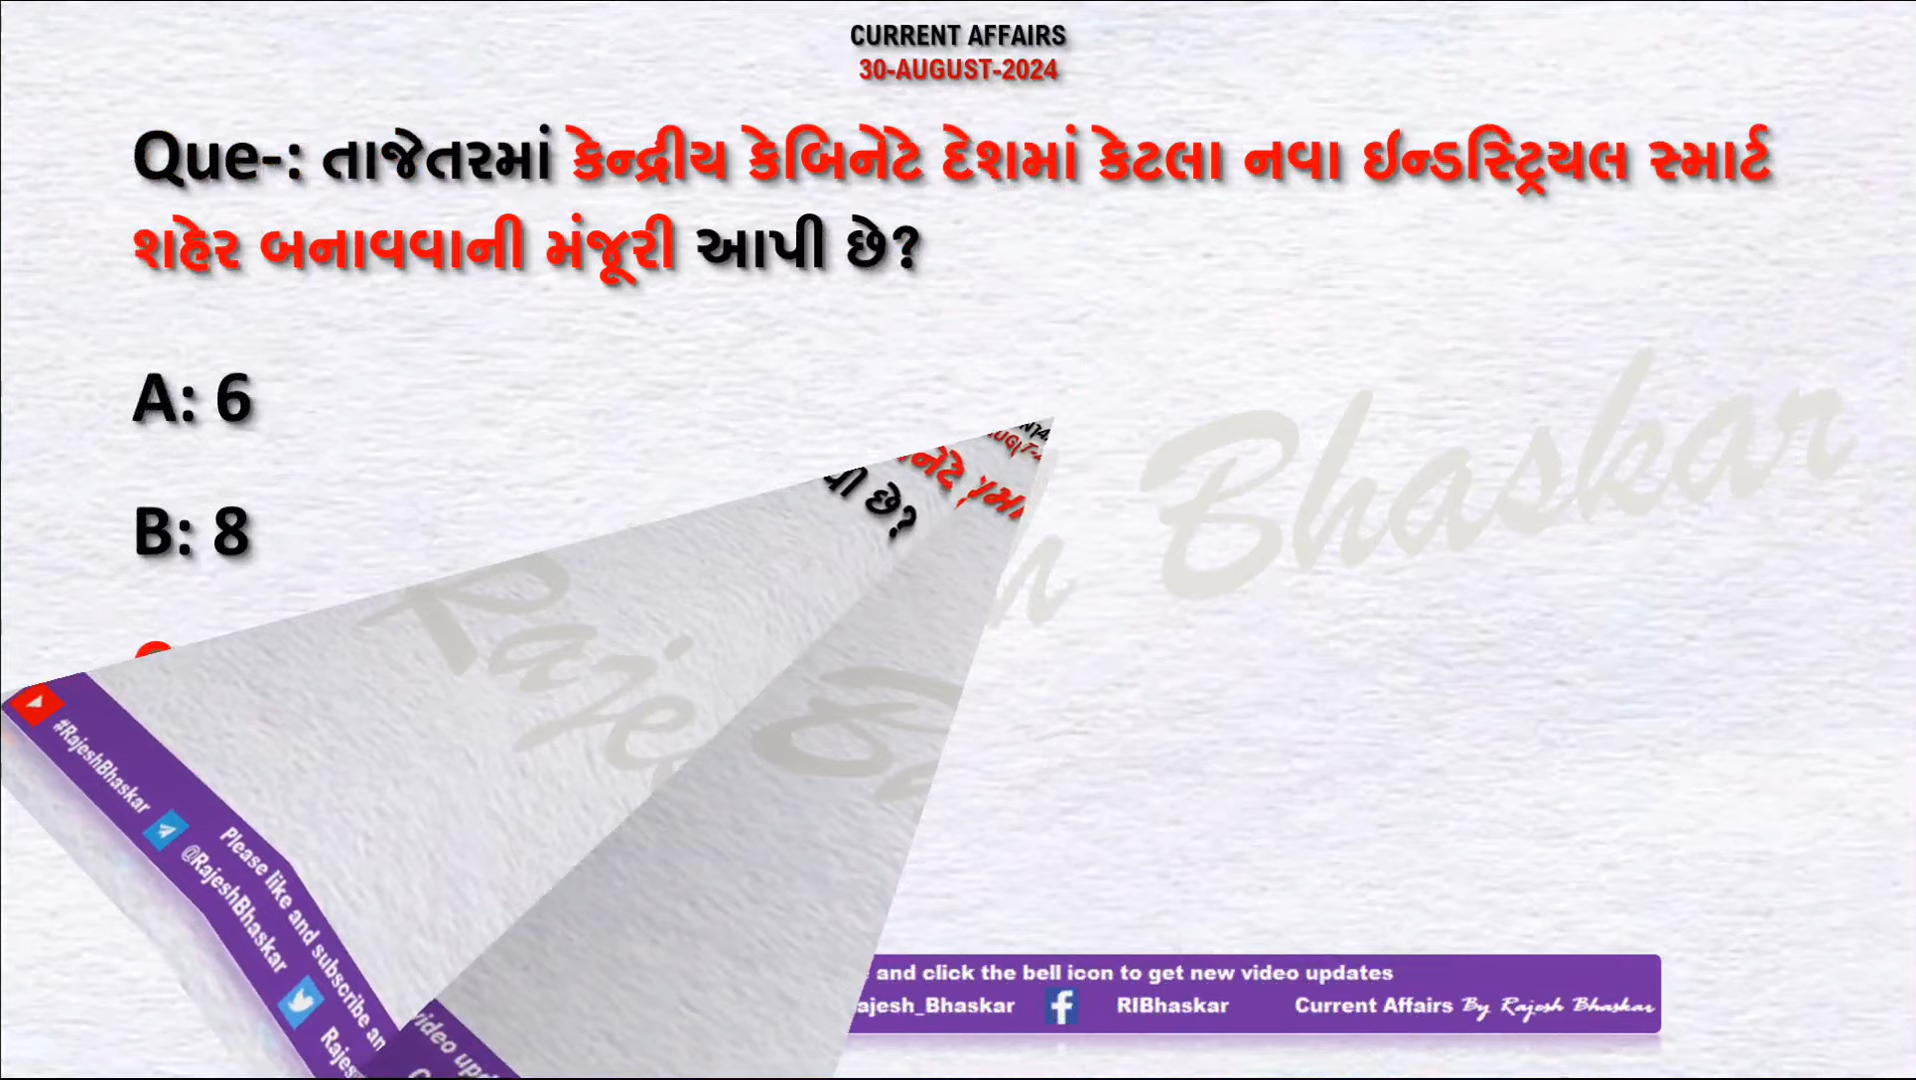 CURRENT AFFAIRS
30-AUGUST-2024
Que-: તાજેતરમાં કેન્દ્રીય કેબિનેટે દેશમાં કેટલા નવા ઇન્ડસ્ટ્રિયલ સ્માર્ટ
શહેર બનાવવાની મંજૂરી આપી છે?
A: 6
B: 8
છે?
Bhaskar
#RajeshBhaskar
@RajeshBhaskar
Please like and subscribe
and click the bell icon to get new video updates
RIBhaskar
Current Affairs By Rajesh Bhaskar